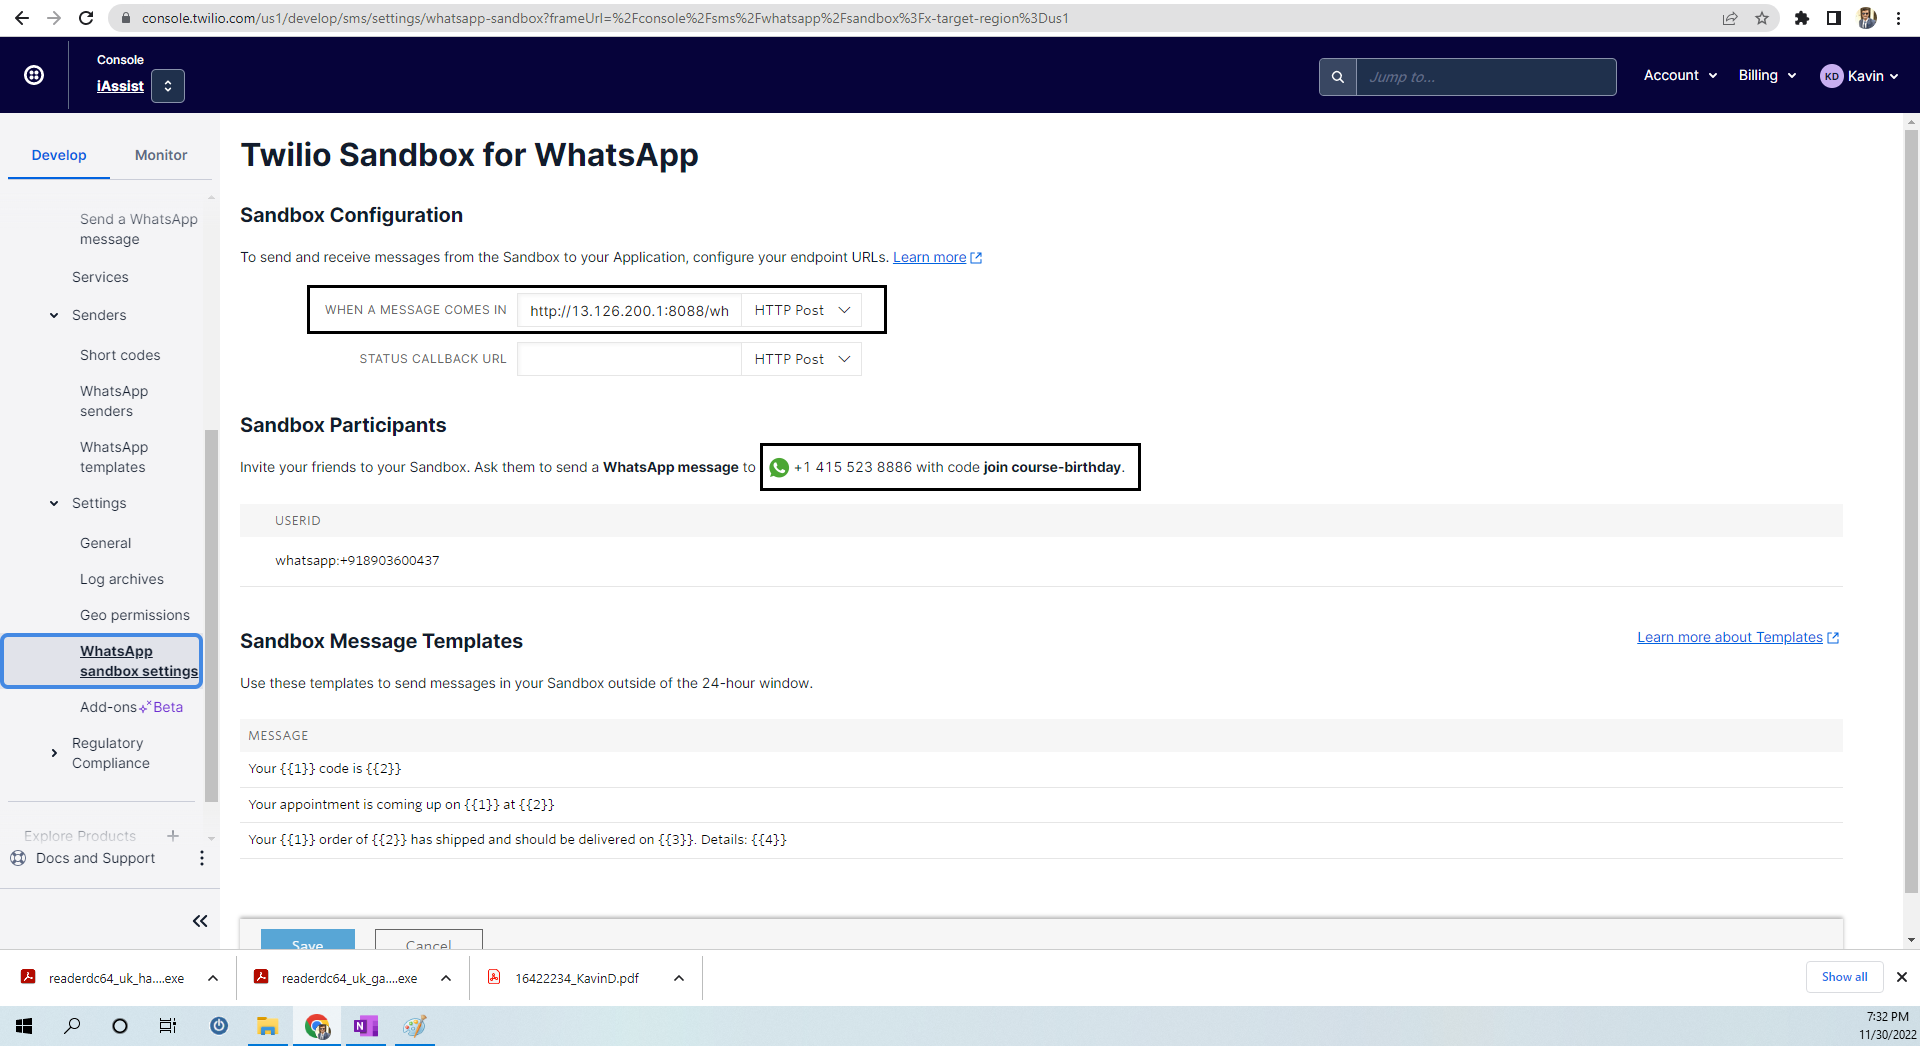 console.twilio.com/us1/develop/sms/settings/whatsapp-sandbox?frameUrl=%2Fconsole%2Fsms%2Fwhatsapp%2Fsandbox%3Fx-target-region%3Dus1
Console
iAssist
Jump to...
Account
Billing
KD Kavin
Develop
Monitor
Send a WhatsApp
message
Services
Senders
Short codes
WhatsApp
senders
WhatsApp
templates
Settings
General
Log archives
Geo permissions
WhatsApp
sandbox settings
Add-ons Beta
Regulatory
Compliance
Explore Products
Docs and Support
Twilio Sandbox for WhatsApp
Sandbox Configuration
To send and receive messages from the Sandbox to your Application, configure your endpoint URLs. Learn more
WHEN A MESSAGE COMES IN http://13.126.200.1:8088/wh HTTP Post
STATUS CALLBACK URL HTTP Post
Sandbox Participants
Invite your friends to your Sandbox. Ask them to send a WhatsApp message to +1 415 523 8886 with code join course-birthday.
USERID
whatsapp:+918903600437
Sandbox Message Templates
Learn more about Templates
Use these templates to send messages in your Sandbox outside of the 24-hour window.
MESSAGE
Your {{1}} code is {{2}}
Your appointment is coming up on {{1}} at {{2}}
Your {{1}} order of {{2}} has shipped and should be delivered on {{3}}. Details: {{4}}
Save Cancel
readerdc64_uk_ha....exe
readerdc64_uk_ga....exe
16422234_KavinD.pdf
Show all
N
7:32 PM
11/30/2022